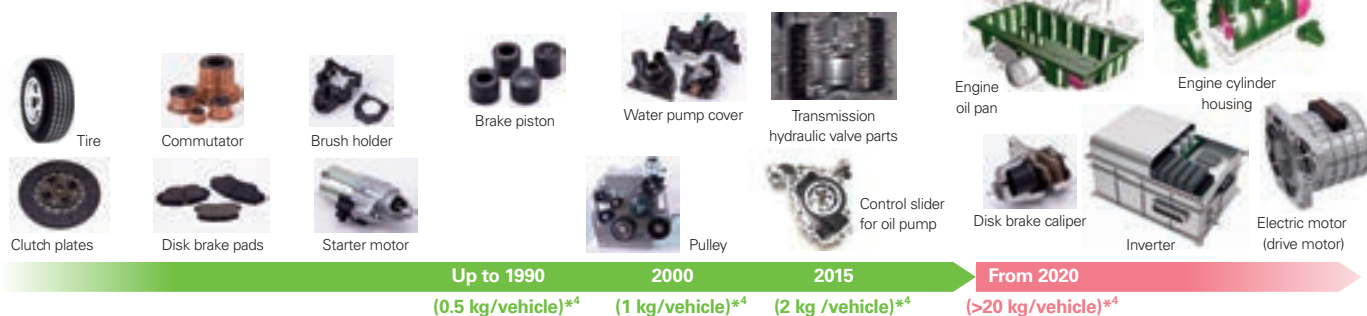 Tire
Commutator
Brush holder
Brake piston
Water pump cover
Transmission
hydraulic valve parts
Engine
oil pan
Engine cylinder
housing
Clutch plates
Disk brake pads
Starter motor
Pulley
Control slider
for oil pump
Disk brake caliper
Inverter
Electric motor
(drive motor)
Up to 1990
2000
2015
From 2020
(0.5 kg/vehicle)*4
(1 kg/vehicle)*4
(2 kg /vehicle)*4
(>20 kg/vehicle)*4